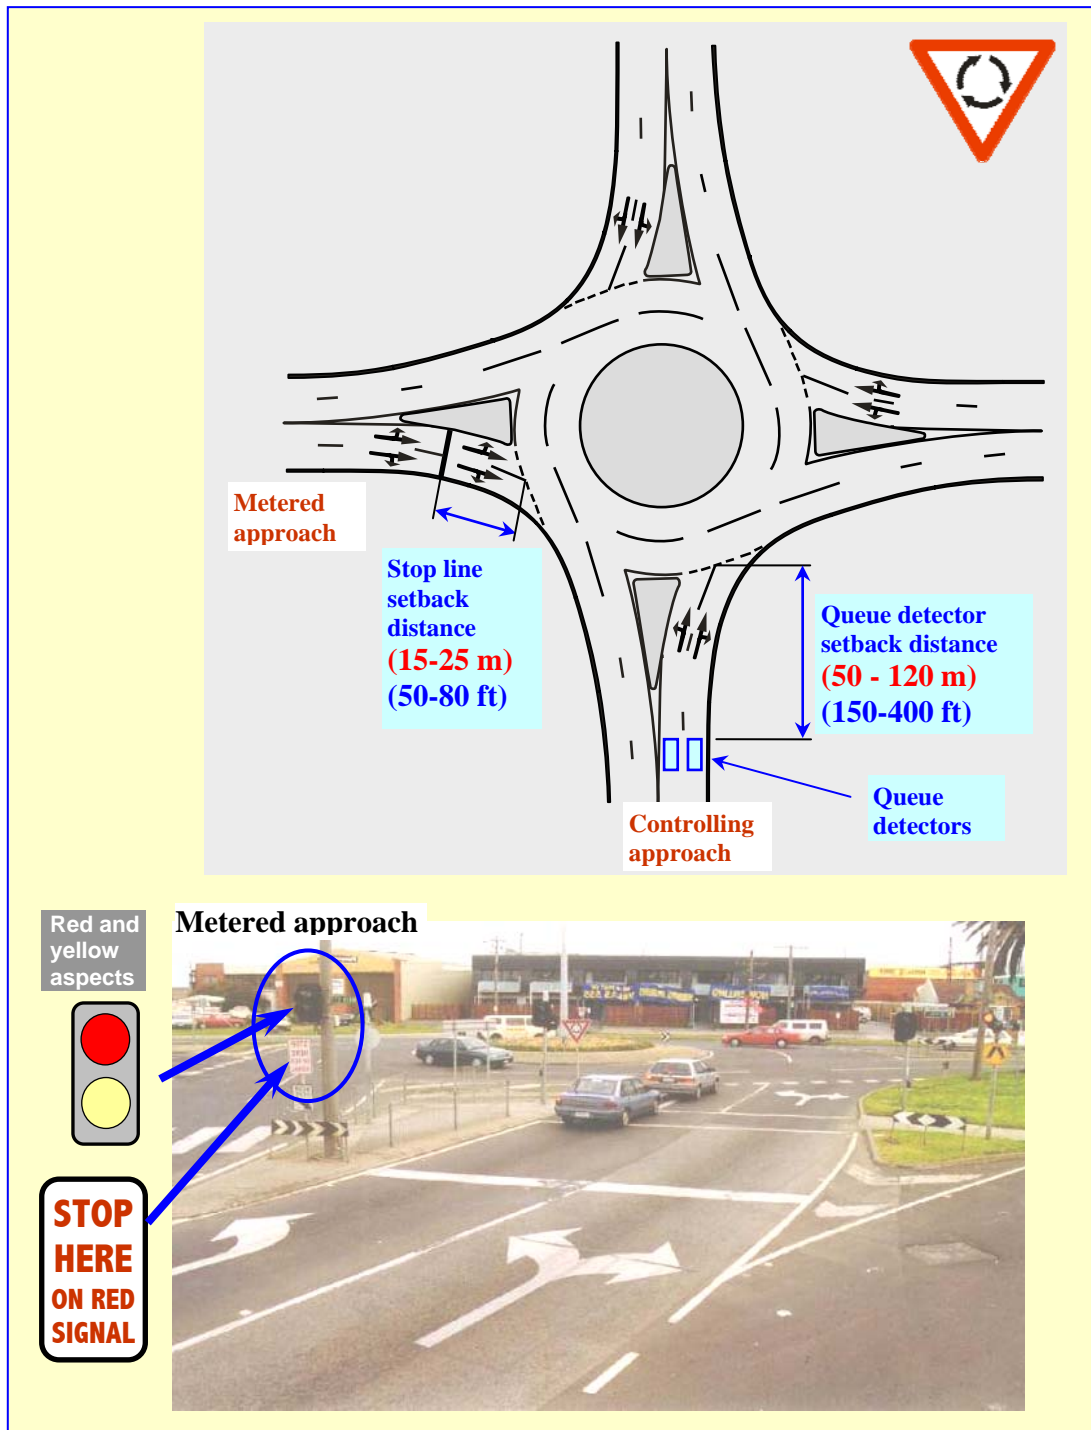 Metered
approach
Stop line
setback
distance
(15-25 m)
(50-80 ft)
Queue detector
setback distance
(50 - 120 m)
(150-400 ft)
Queue
detectors
Controlling
approach
Red and
yellow
aspects
Metered approach
STOP
HERE
ON RED
SIGNAL